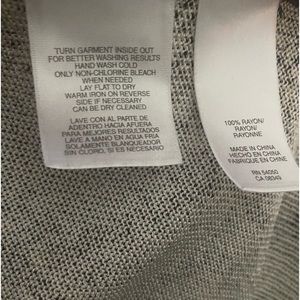 TURN GARMENT INSIDE OUT
FOR BETTER WASHING RESULTS
HAND WASH COLD
ONLY NON-CHLORINE BLEACH
WHEN NEEDED
LAY FLAT TO DRY
WARM IRON ON REVERSE
SIDE IF NECESSARY
CAN BE DRY CLEANED
LAVE CON AL PARTE DE
ADENTRO HACIA AFUERA
PARA MEJORES RESULTADOS
LAVE A MANO EN AGUA FRIA
SOLAMENTE BLANQUEADOR
SIN CLORO, SI ES NECESARIO
100% RAYON/
RAYON/
RAYONNE
MADE IN CHINA
HECHO EN CHINA
FABRIQUE EN CHINE
RN 54050
CA 08349